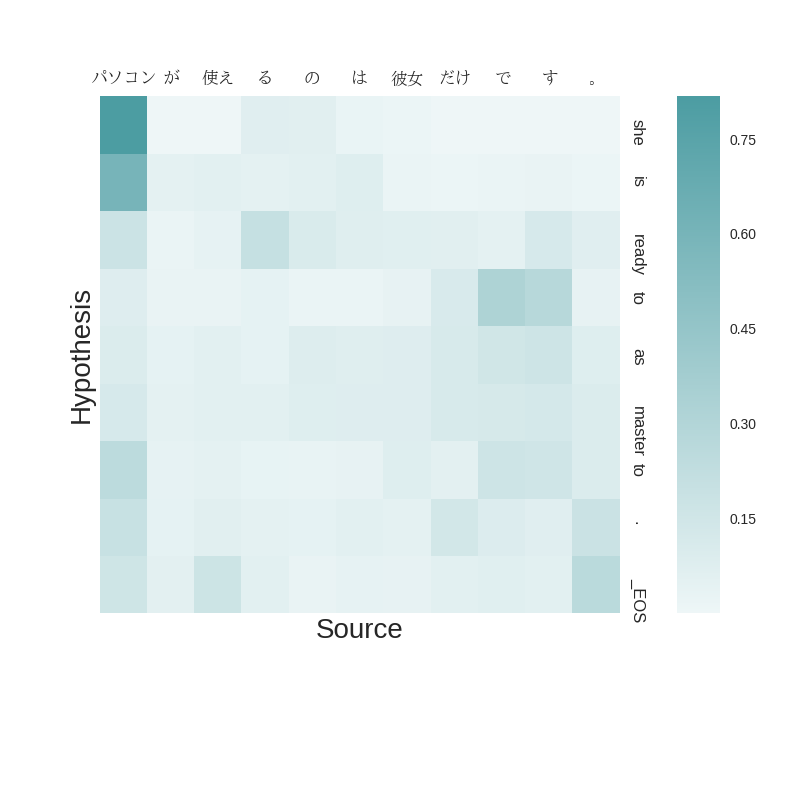 パソコン が 使え る の は 彼女 だけ で す 。
she
is
ready
to
as
master
to
.
_EOS
Hypothesis
Source
0.75
0.60
0.45
0.30
0.15